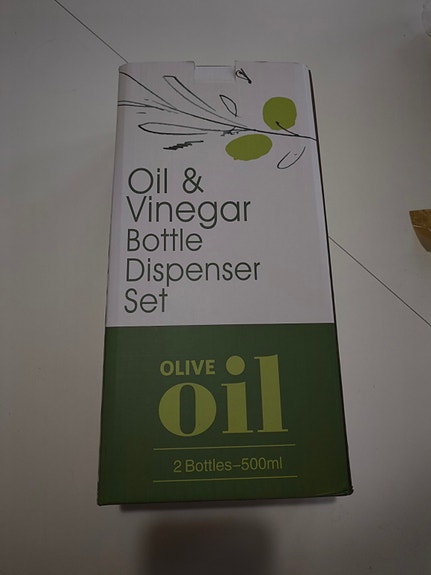 Oil &
Vinegar
Bottle
Dispenser
Set
OLIVE
oil
2 Bottles–500ml